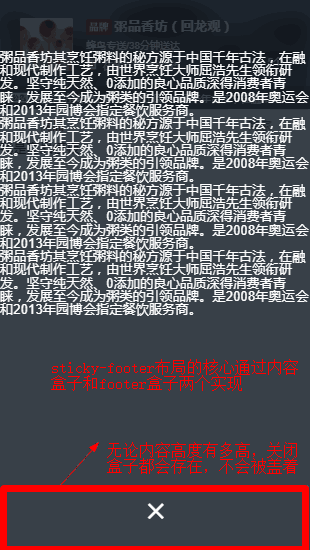 品牌 粥品香坊（回龙观）
蜂鸟专送/38分钟送达
粥品香坊其烹饪粥料的秘方源于中国千年古法，在融
和现代制作工艺，由世界烹饪大师屈浩先生领衔研
发。坚守纯天然、0添加的良心品质深得消费者青
睐，发展至今成为粥类的引领品牌。是2008年奥运会
和2013年园博会指定餐饮服务商。
粥品香坊其烹饪粥料的秘方源于中国千年古法，在融
和现代制作工艺，由世界烹饪大师屈浩先生领衔研
发。坚守纯天然、0添加的良心品质深得消费者青
睐，发展至今成为粥类的引领品牌。是2008年奥运会
和2013年园博会指定餐饮服务商。
粥品香坊其烹饪粥料的秘方源于中国千年古法，在融
和现代制作工艺，由世界烹饪大师屈浩先生领衔研
发。坚守纯天然、0添加的良心品质深得消费者青
睐，发展至今成为粥类的引领品牌。是2008年奥运会
和2013年园博会指定餐饮服务商。
粥品香坊其烹饪粥料的秘方源于中国千年古法，在融
和现代制作工艺，由世界烹饪大师屈浩先生领衔研
发。坚守纯天然、0添加的良心品质深得消费者青
睐，发展至今成为粥类的引领品牌。是2008年奥运会
和2013年园博会指定餐饮服务商。
sticky-footer布局的核心通过内容
盒子和footer盒子两个实现
无论内容高度有多高，关闭
盒子都会存在，不会被覆着